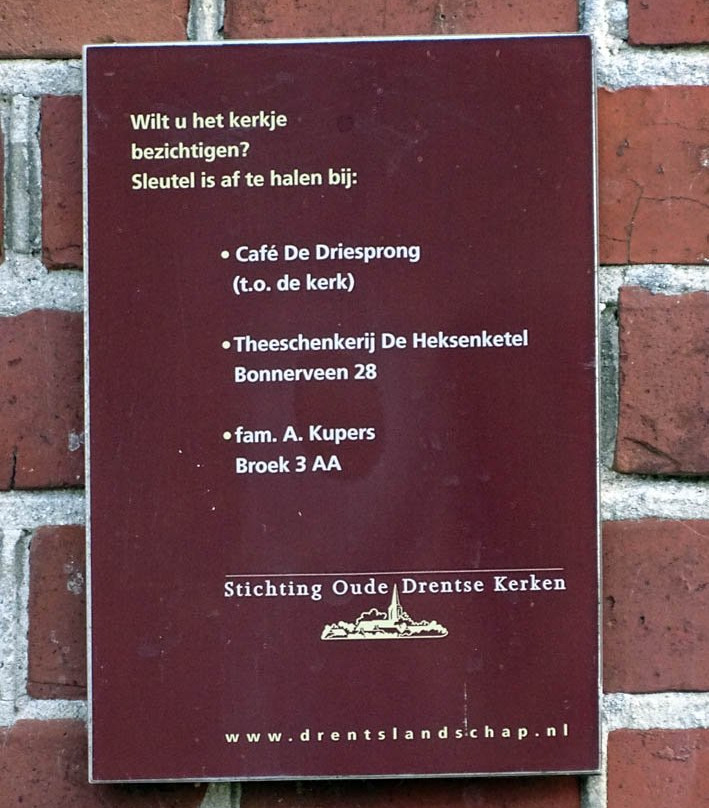 Wilt u het kerkje
bezichtigen?
Sleutel is af te halen bij:
• Café De Driesprong
(t.o. de kerk)
• Theeschenkerij De Heksenketel
Bonnerveen 28
• fam. A. Kupers
Broek 3 AA
Stichting Oude Drentse Kerken
www.drentslandschap.nl